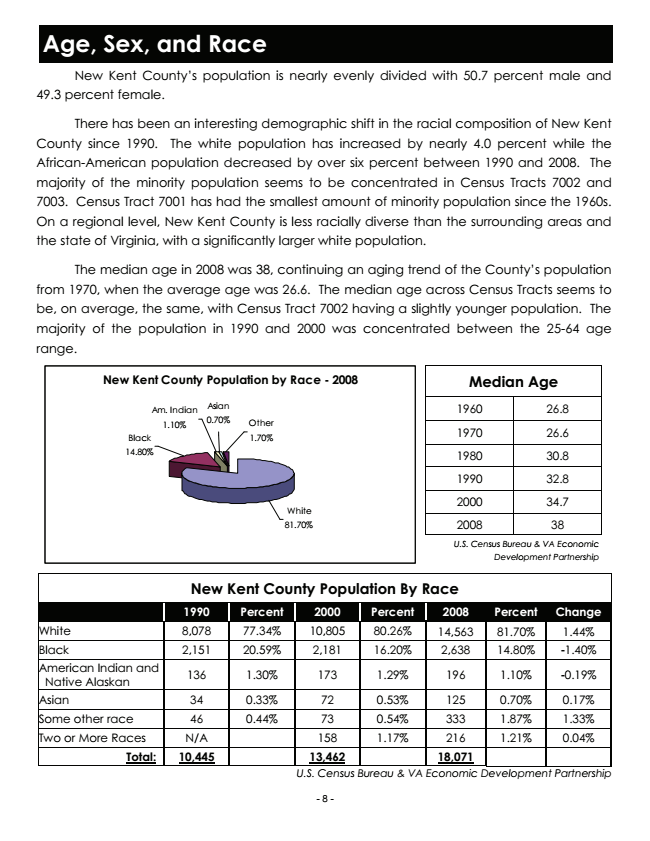 Age, Sex, and Race
New Kent County's population is nearly evenly divided with 50.7 percent male and
49.3 percent female.
There has been an interesting demographic shift in the racial composition of New Kent
County since 1990. The white population has increased by nearly 4.0 percent while the
African-American population decreased by over six percent between 1990 and 2008. The
majority of the minority population seems to be concentrated in Census Tracts 7002 and
7003. Census Tract 7001 has had the smallest amount of minority population since the 1960s.
On a regional level, New Kent County is less racially diverse than the surrounding areas and
the state of Virginia, with a significantly larger white population.
The median age in 2008 was 38, continuing an aging trend of the County's population
from 1970, when the average age was 26.6. The median age across Census Tracts seems to
be, on average, the same, with Census Tract 7002 having a slightly younger population. The
majority of the population in 1990 and 2000 was concentrated between the 25-64 age
range.
New Kent County Population by Race - 2008
Am. Indian
1.10%
Asian
0.70%
Other
1.70%
Black
14.80%
White
81.70%
Median Age
1960 26.8
1970 26.6
1980 30.8
1990 32.8
2000 34.7
2008 38
U.S. Census Bureau & VA Economic
Development Partnership
New Kent County Population By Race
1990 Percent 2000 Percent 2008 Percent Change
White 8,078 77.34% 10,805 80.26% 14,563 81.70% 1.44%
Black 2,151 20.59% 2,181 16.20% 2,638 14.80% -1.40%
American Indian and
Native Alaskan 136 1.30% 173 1.29% 196 1.10% -0.19%
Asian 34 0.33% 72 0.53% 125 0.70% 0.17%
Some other race 46 0.44% 73 0.54% 333 1.87% 1.33%
Two or More Races N/A 158 1.17% 216 1.21% 0.04%
Total: 10,445 13,462 18,071
U.S. Census Bureau & VA Economic Development Partnership
- 8 -